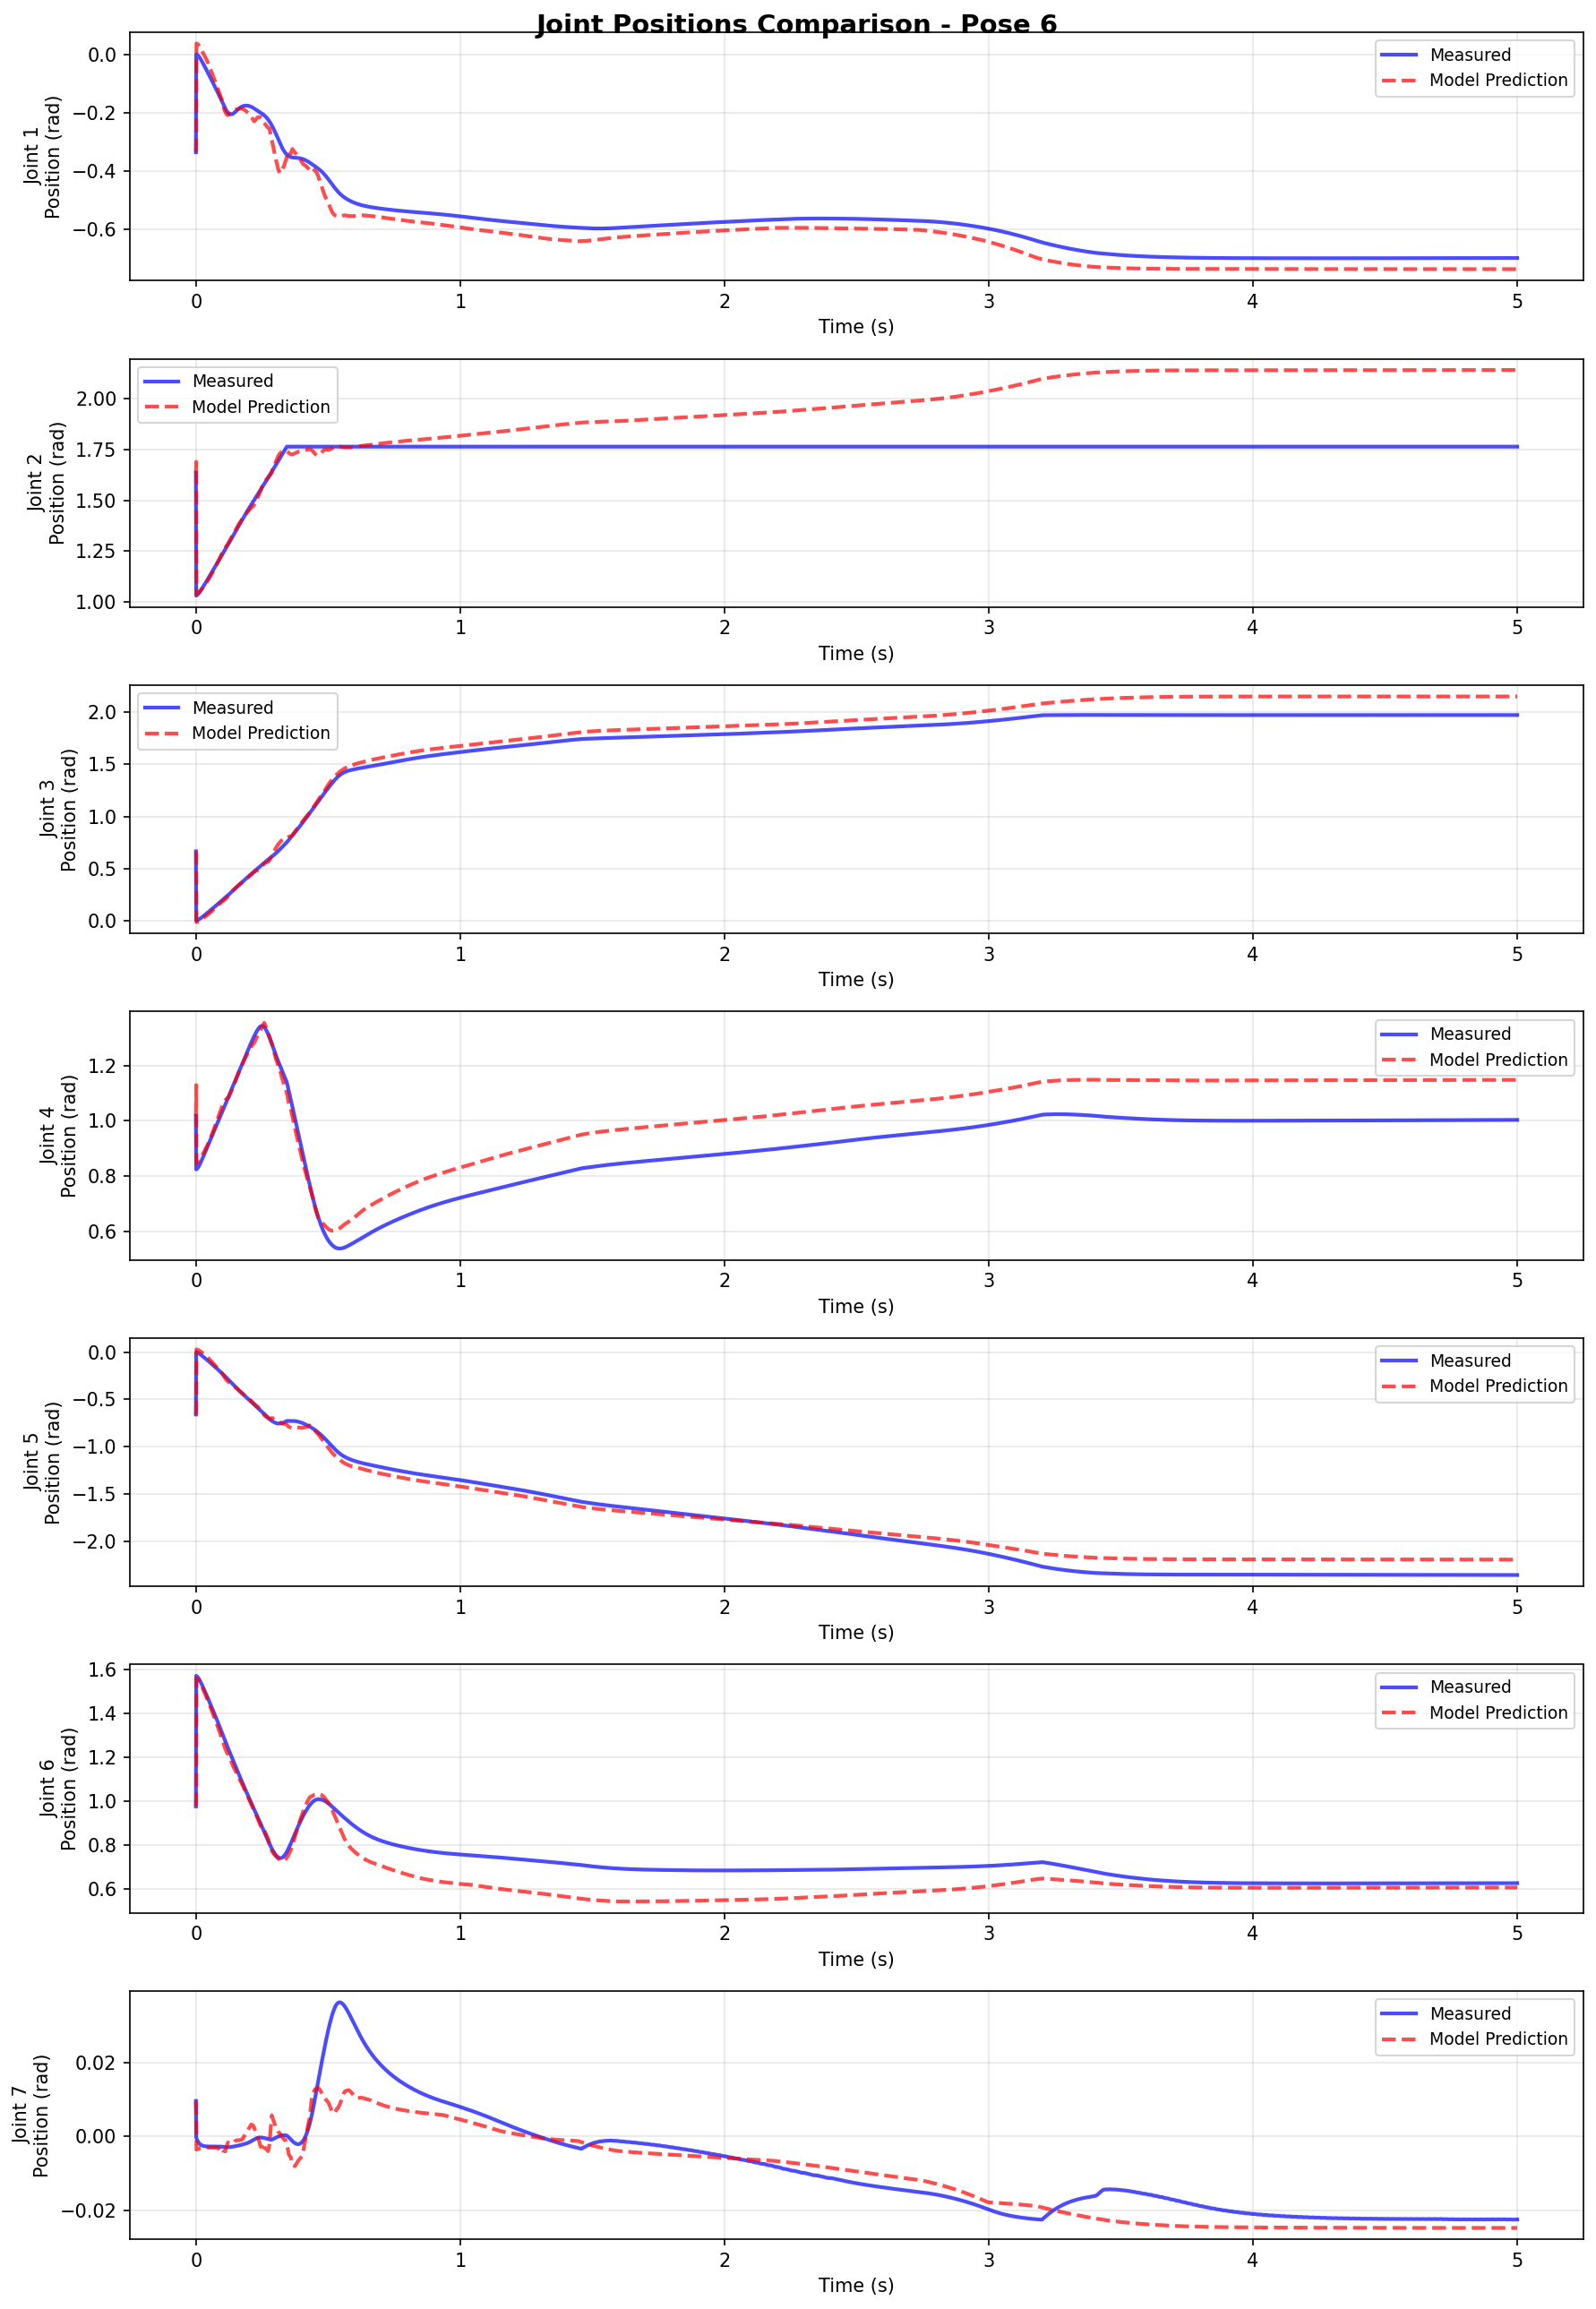 Joint Positions Comparison - Pose 6
Joint 1
Position (rad)
0.0
−0.2
−0.4
−0.6
Measured
Model Prediction
0 1 2 3 4 5
Time (s)
Joint 2
Position (rad)
2.00
1.75
1.50
1.25
1.00
Measured
Model Prediction
0 1 2 3 4 5
Time (s)
Joint 3
Position (rad)
2.0
1.5
1.0
0.5
0.0
Measured
Model Prediction
0 1 2 3 4 5
Time (s)
Joint 4
Position (rad)
1.2
1.0
0.8
0.6
Measured
Model Prediction
0 1 2 3 4 5
Time (s)
Joint 5
Position (rad)
0.0
−0.5
−1.0
−1.5
−2.0
Measured
Model Prediction
0 1 2 3 4 5
Time (s)
Joint 6
Position (rad)
1.6
1.4
1.2
1.0
0.8
0.6
Measured
Model Prediction
0 1 2 3 4 5
Time (s)
Joint 7
Position (rad)
0.02
0.00
−0.02
Measured
Model Prediction
0 1 2 3 4 5
Time (s)